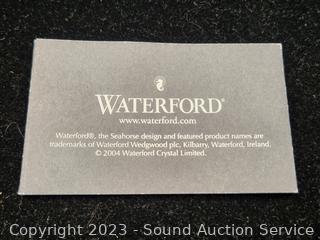 WATERFORD®
www.waterford.com
Waterford®, the Seahorse design and featured product names are
trademarks of Waterford Wedgwood plc, Kilbarry, Waterford, Ireland.
© 2004 Waterford Crystal Limited.
Copyright 2023 - Sound Auction Service